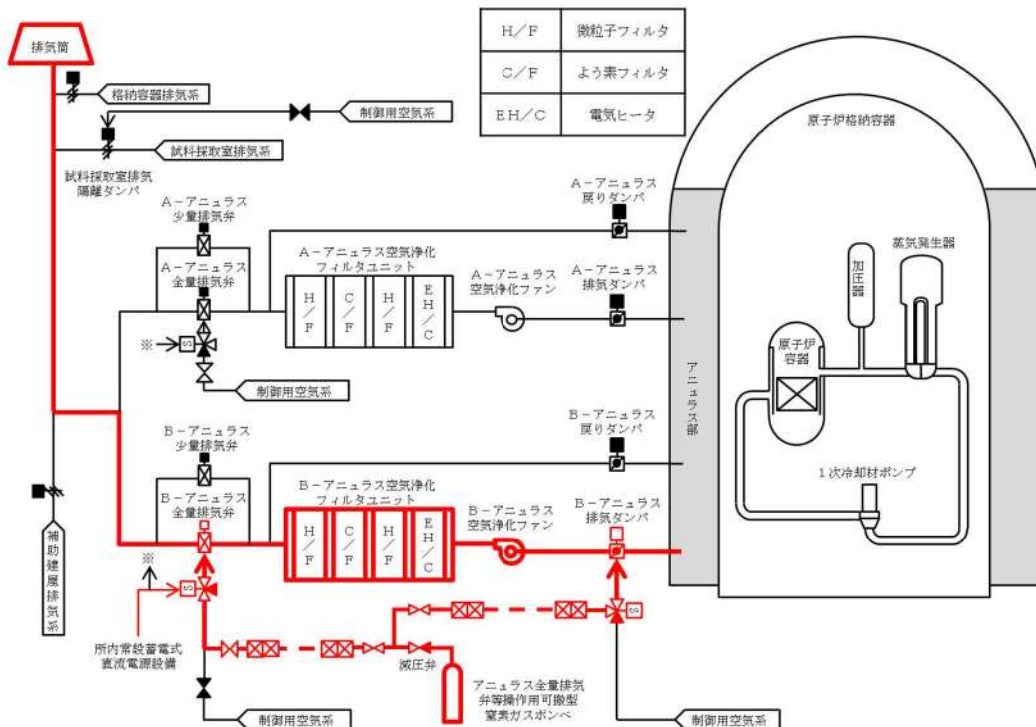 排気筒
格納容器排気系
制御用空気系
試料採取室排気系
試料採取室排気
隔離ダンパ
H/F 微粒子フィルタ
C/F よう素フィルタ
EH/C 電気ヒータ
原子炉格納容器
A-アニュラス
少量排気弁
A-アニュラス
全量排気弁
A-アニュラス空気浄化
フィルタユニット
H/F
C/F
H/F
EH/C
A-アニュラス
空気浄化ファン
A-アニュラス
戻りダンパ
A-アニュラス
排気ダンパ
※
S
制御用空気系
アニュラス部
加圧器
蒸気発生器
原子炉
容器
1次冷却材ポンプ
B-アニュラス
少量排気弁
B-アニュラス
全量排気弁
B-アニュラス空気浄化
フィルタユニット
H/F
C/F
H/F
EH/C
B-アニュラス
空気浄化ファン
B-アニュラス
戻りダンパ
B-アニュラス
排気ダンパ
補助建屋排気系
※
S
S
所内常設蓄電式
直流電源設備
減圧弁
アニュラス全量排気
弁等操作用可搬型
窒素ガスボンベ
制御用空気系
制御用空気系